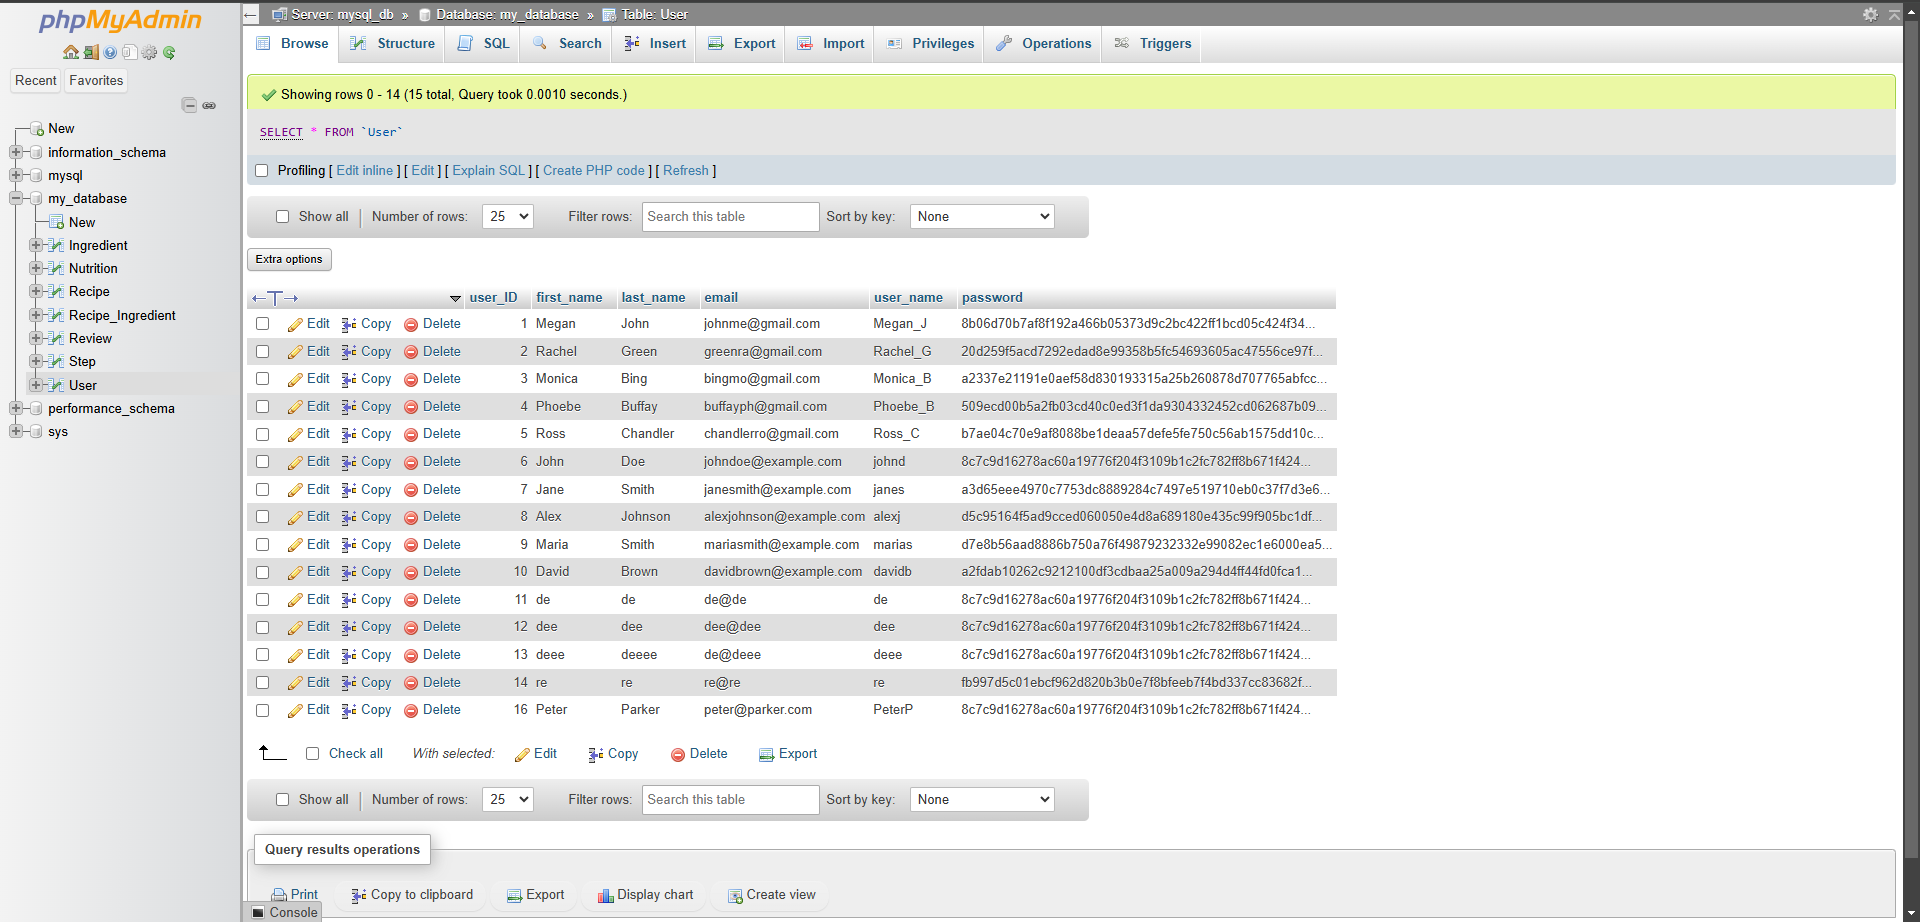 phpMyAdmin
Recent Favorites
New
information_schema
mysql
my_database
New
Ingredient
Nutrition
Recipe
Recipe_Ingredient
Review
Step
User
performance_schema
sys
Server: mysql_db » Database: my_database » Table: User
Browse Structure SQL Search Insert Export Import Privileges Operations Triggers
Showing rows 0 - 14 (15 total, Query took 0.0010 seconds.)
SELECT * FROM `User`
Profiling [ Edit inline ] [ Edit ] [ Explain SQL ] [ Create PHP code ] [ Refresh ]
Show all Number of rows: 25 Filter rows: Search this table Sort by key: None
Extra options
user_ID first_name last_name email user_name password
Edit Copy Delete 1 Megan John johnme@gmail.com Megan_J 8b06d70b7af8f192a466b05373d9c2bc422ff1bcd05c424f34...
Edit Copy Delete 2 Rachel Green greenra@gmail.com Rachel_G 20d259f5acd7292edad8e99358b5fc54693605ac47556ce97f...
Edit Copy Delete 3 Monica Bing bingmo@gmail.com Monica_B a2337e21191e0aef58d830193315a25b260878d707765abfcc...
Edit Copy Delete 4 Phoebe Buffay buffayph@gmail.com Phoebe_B 509ecd00b5a2fb03cd40c0ed3f1da9304332452cd062687b09...
Edit Copy Delete 5 Ross Chandler chandlerro@gmail.com Ross_C b7ae04c70e9af8088be1deaa57defe5fe750c56ab1575dd10c...
Edit Copy Delete 6 John Doe johndoe@example.com johnd 8c7c9d16278ac60a19776f204f3109b1c2fc782ff8b671f424...
Edit Copy Delete 7 Jane Smith janesmith@example.com janes a3d65eee4970c7753dc8889284c7497e519710eb0c37f7d3e6...
Edit Copy Delete 8 Alex Johnson alexjohnson@example.com alexj d5c95164f5ad9cced060050e4d8a689180e435c99f905bc1df...
Edit Copy Delete 9 Maria Smith mariasmith@example.com marias d7e8b56aad8886b750a76f49879232332e99082ec1e6000ea5...
Edit Copy Delete 10 David Brown davidbrown@example.com davidb a2fdab10262c9212100df3cdbaa25a009a294d4ff44fd0fca1...
Edit Copy Delete 11 de de de@de de 8c7c9d16278ac60a19776f204f3109b1c2fc782ff8b671f424...
Edit Copy Delete 12 dee dee dee@dee dee 8c7c9d16278ac60a19776f204f3109b1c2fc782ff8b671f424...
Edit Copy Delete 13 deee deeee de@deee deee 8c7c9d16278ac60a19776f204f3109b1c2fc782ff8b671f424...
Edit Copy Delete 14 re re re@re re fb997d5c01ebcf962d820b3b0e7f8bfeeb7f4bd337cc83682f...
Edit Copy Delete 16 Peter Parker peter@parker.com PeterP 8c7c9d16278ac60a19776f204f3109b1c2fc782ff8b671f424...
Check all With selected: Edit Copy Delete Export
Show all Number of rows: 25 Filter rows: Search this table Sort by key: None
Query results operations
Print Copy to clipboard Export Display chart Create view
Console